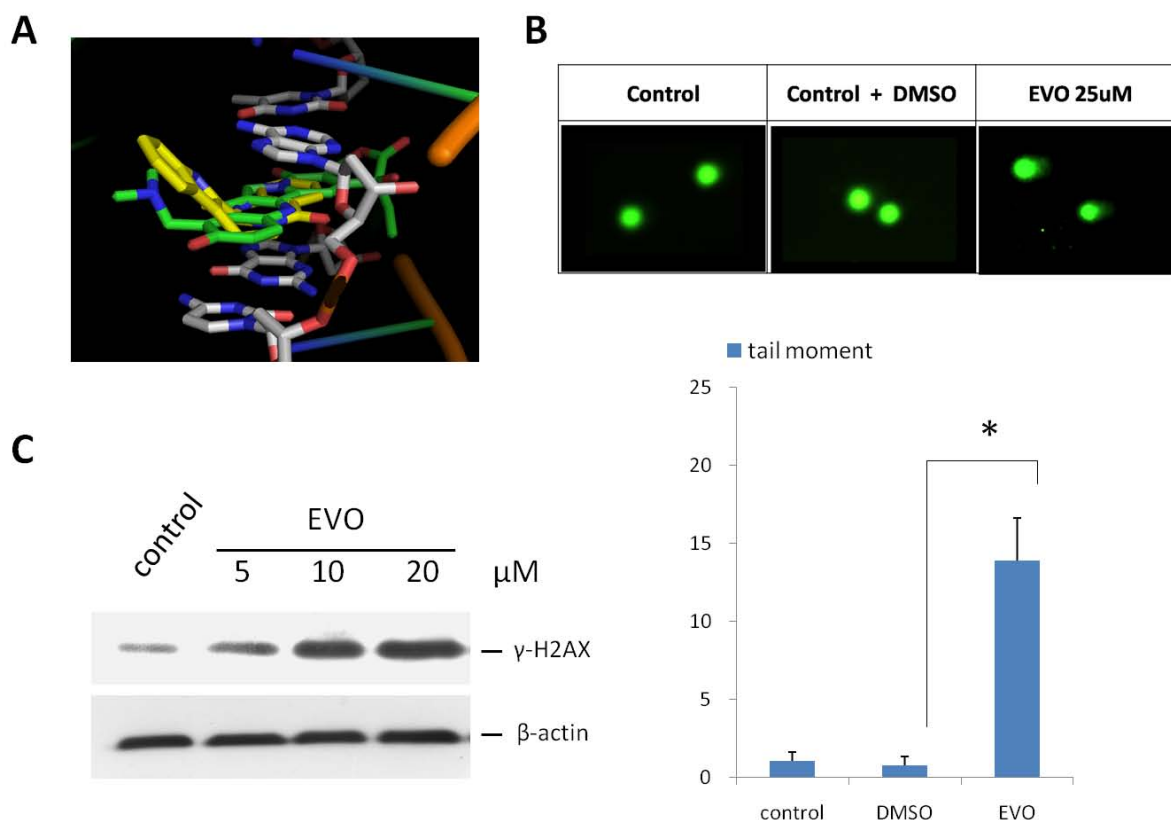 A
B
Control
Control + DMSO
EVO 25uM
tail moment
25
20
15
10
5
0
*
control
DMSO
EVO
C
control
EVO
5 10 20 μM
γ-H2AX
β-actin